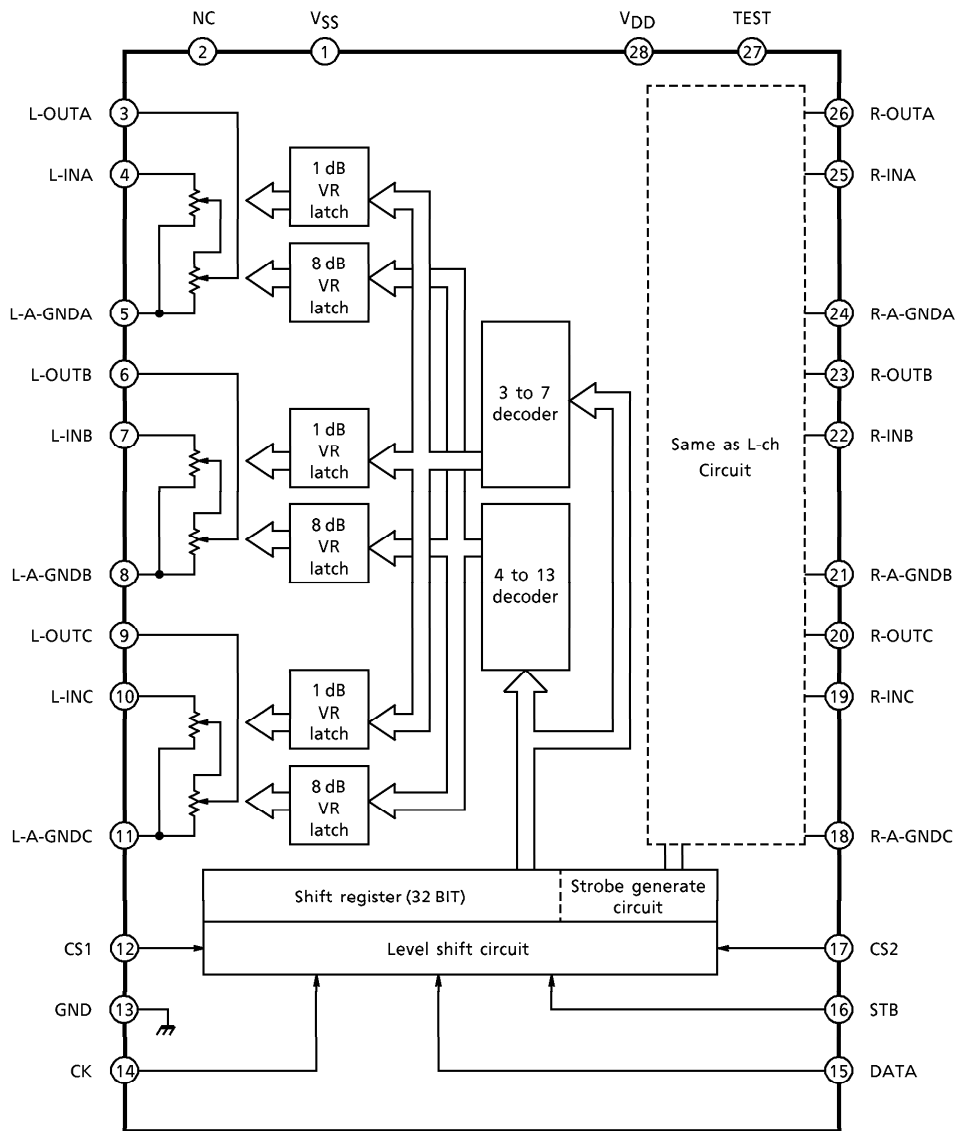 NC
VSS
VDD
TEST
2
1
28
27
L-OUTA
3
26
R-OUTA
L-INA
4
25
R-INA
1 dB
VR
latch
8 dB
VR
latch
L-A-GNDA
5
24
R-A-GNDA
L-OUTB
6
23
R-OUTB
3 to 7
decoder
L-INB
7
22
R-INB
1 dB
VR
latch
Same as L-ch
Circuit
8 dB
VR
latch
4 to 13
decoder
L-A-GNDB
8
21
R-A-GNDB
L-OUTC
9
20
R-OUTC
L-INC
10
19
R-INC
1 dB
VR
latch
8 dB
VR
latch
L-A-GNDC
11
18
R-A-GNDC
Shift register (32 BIT)
Strobe generate
circuit
CS1
12
Level shift circuit
17
CS2
GND
13
16
STB
CK
14
15
DATA